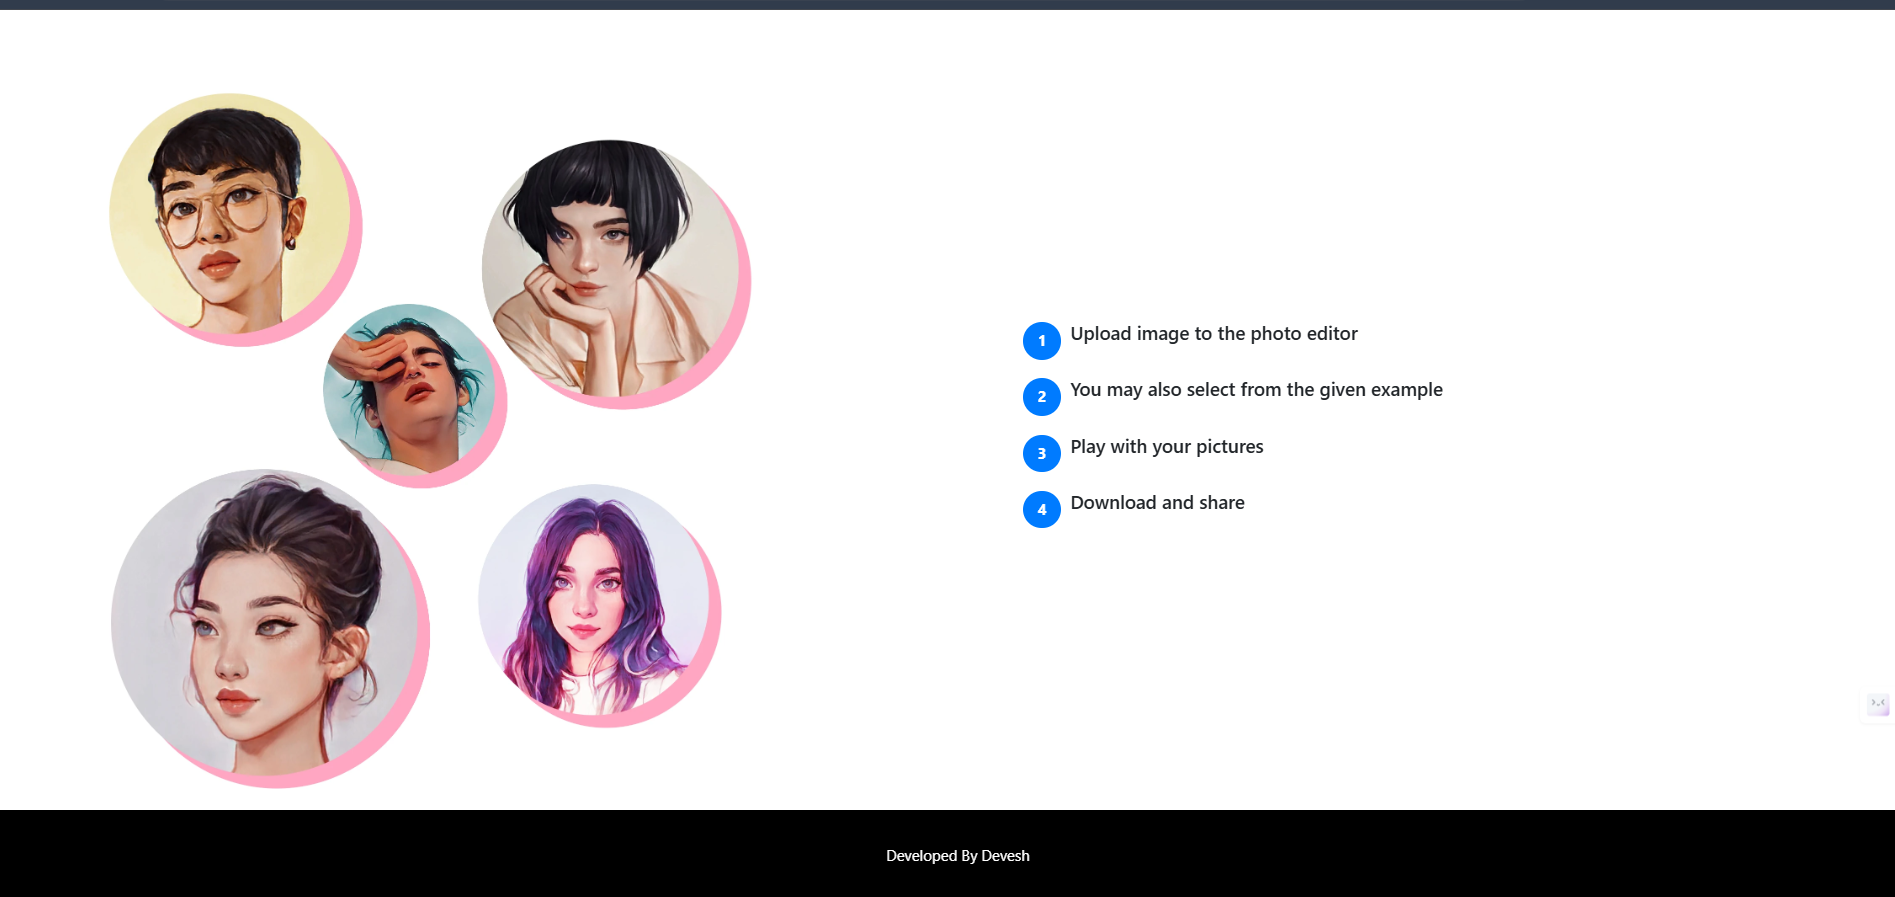 1 Upload image to the photo editor
2 You may also select from the given example
3 Play with your pictures
4 Download and share
Developed By Devesh